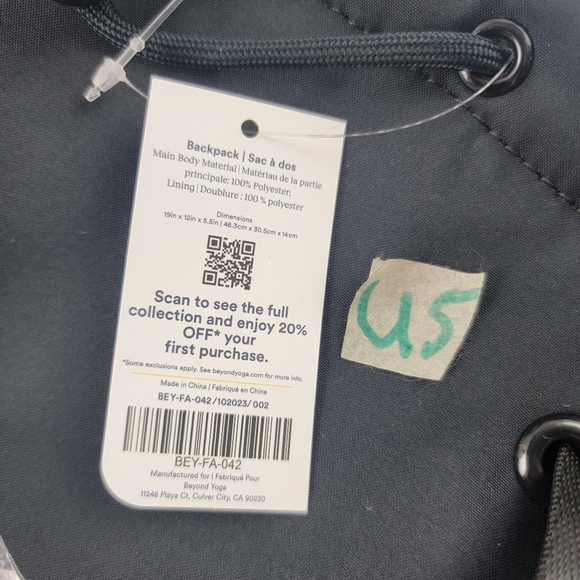 Backpack | Sac à dos
Main Body Material | Matériau de la partie
principale: 100% Polyester;
Lining | Doublure : 100 % polyester
Dimensions
19in x 12in x 5.5in | 48.3cm x 30.5cm x 14cm
Scan to see the full
collection and enjoy 20%
OFF* your
first purchase.
*Some exclusions apply. See beyondyoga.com for more info.
Made in China | Fabriqué en Chine
BEY-FA-042/102023/002
BEY-FA-042
Manufactured for | Fabriqué Pour
Beyond Yoga
11248 Playa Ct, Culver City, CA 90230
U5